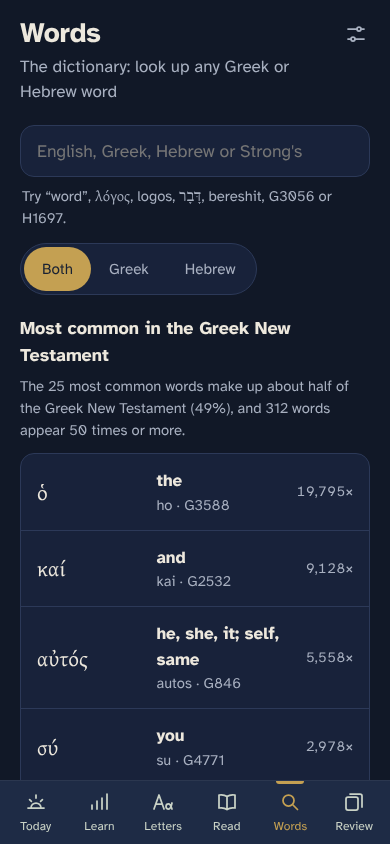 Words
The dictionary: look up any Greek or
Hebrew word
English, Greek, Hebrew or Strong's
Try “word”, λόγος, logos, דָּבָר, bereshit, G3056 or
H1697.
Both Greek Hebrew
Most common in the Greek New
Testament
The 25 most common words make up about half of
the Greek New Testament (49%), and 312 words
appear 50 times or more.
ὁ the 19,795×
ho · G3588
καί and 9,128×
kai · G2532
αὐτός he, she, it; self,
same 5,558×
autos · G846
σύ you 2,978×
su · G4771
Today Learn Letters Read Words Review